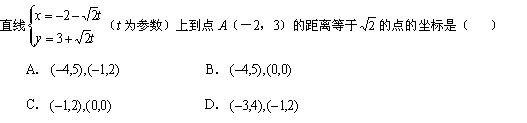 直线{x=-2-√2t
y=3+√2t （t 为参数）上到点 A（－2，3）的距离等于√2的点的坐标是（　　）
A． (-4,5),(-1,2)　　B． (-4,5),(0,0)
C． (-1,2),(0,0)　　D． (-3,4),(-1,2)